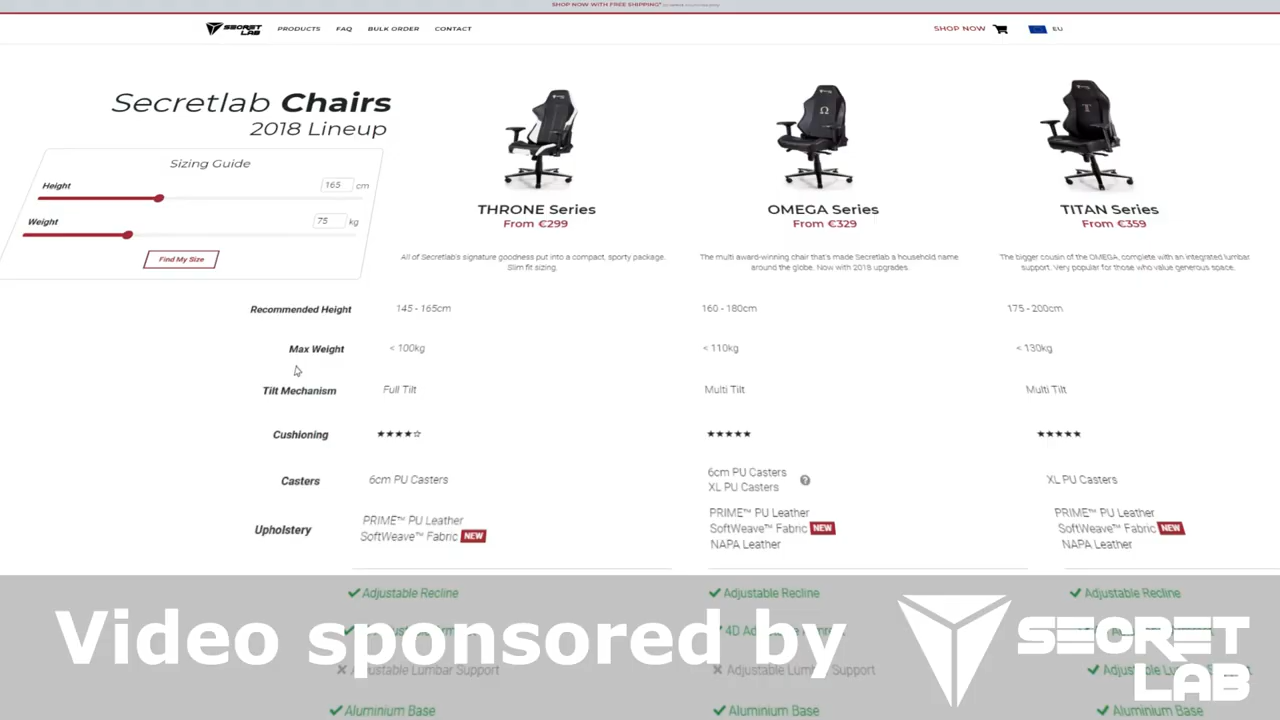 SHOP NOW WITH FREE SHIPPING*
SECRET LAB
PRODUCTS
FAQ
BULK ORDER
CONTACT
SHOP NOW
EU
Secretlab Chairs
2018 Lineup
Sizing Guide
Height
165 cm
Weight
75 kg
Find My Size
THRONE Series
From €299
All of Secretlab's signature goodness put into a compact, sporty package.
Slim fit sizing.
OMEGA Series
From €329
The multi award-winning chair that's made Secretlab a household name
around the globe. Now with 2018 upgrades.
TITAN Series
From €359
The bigger cousin of the OMEGA, complete with an integrated lumbar
support. Very popular for those who value generous space.
Recommended Height
145 - 165cm
160 - 180cm
175 - 200cm
Max Weight
< 100kg
< 110kg
< 130kg
Tilt Mechanism
Full Tilt
Multi Tilt
Multi Tilt
Cushioning
★★★★☆
★★★★★
★★★★★
Casters
6cm PU Casters
6cm PU Casters
XL PU Casters
?
XL PU Casters
Upholstery
PRIME™ PU Leather
SoftWeave™ Fabric NEW
PRIME™ PU Leather
SoftWeave™ Fabric NEW
NAPA Leather
PRIME™ PU Leather
SoftWeave™ Fabric NEW
NAPA Leather
✔ Adjustable Recline
✔ Adjustable Recline
✔ Adjustable Recline
Video sponsored by
SECRET
LAB
Adjustable Lumbar Support
Adjustable Lumbar Support
✔ Aluminium Base
✔ Aluminium Base
✔ Aluminium Base